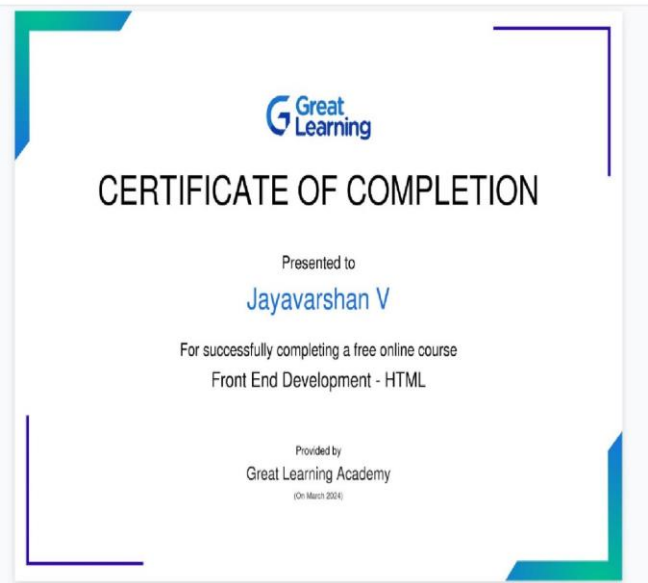 Great
Learning
CERTIFICATE OF COMPLETION
Presented to
Jayavarshan V
For successfully completing a free online course
Front End Development - HTML
Provided by
Great Learning Academy
(On March 2024)